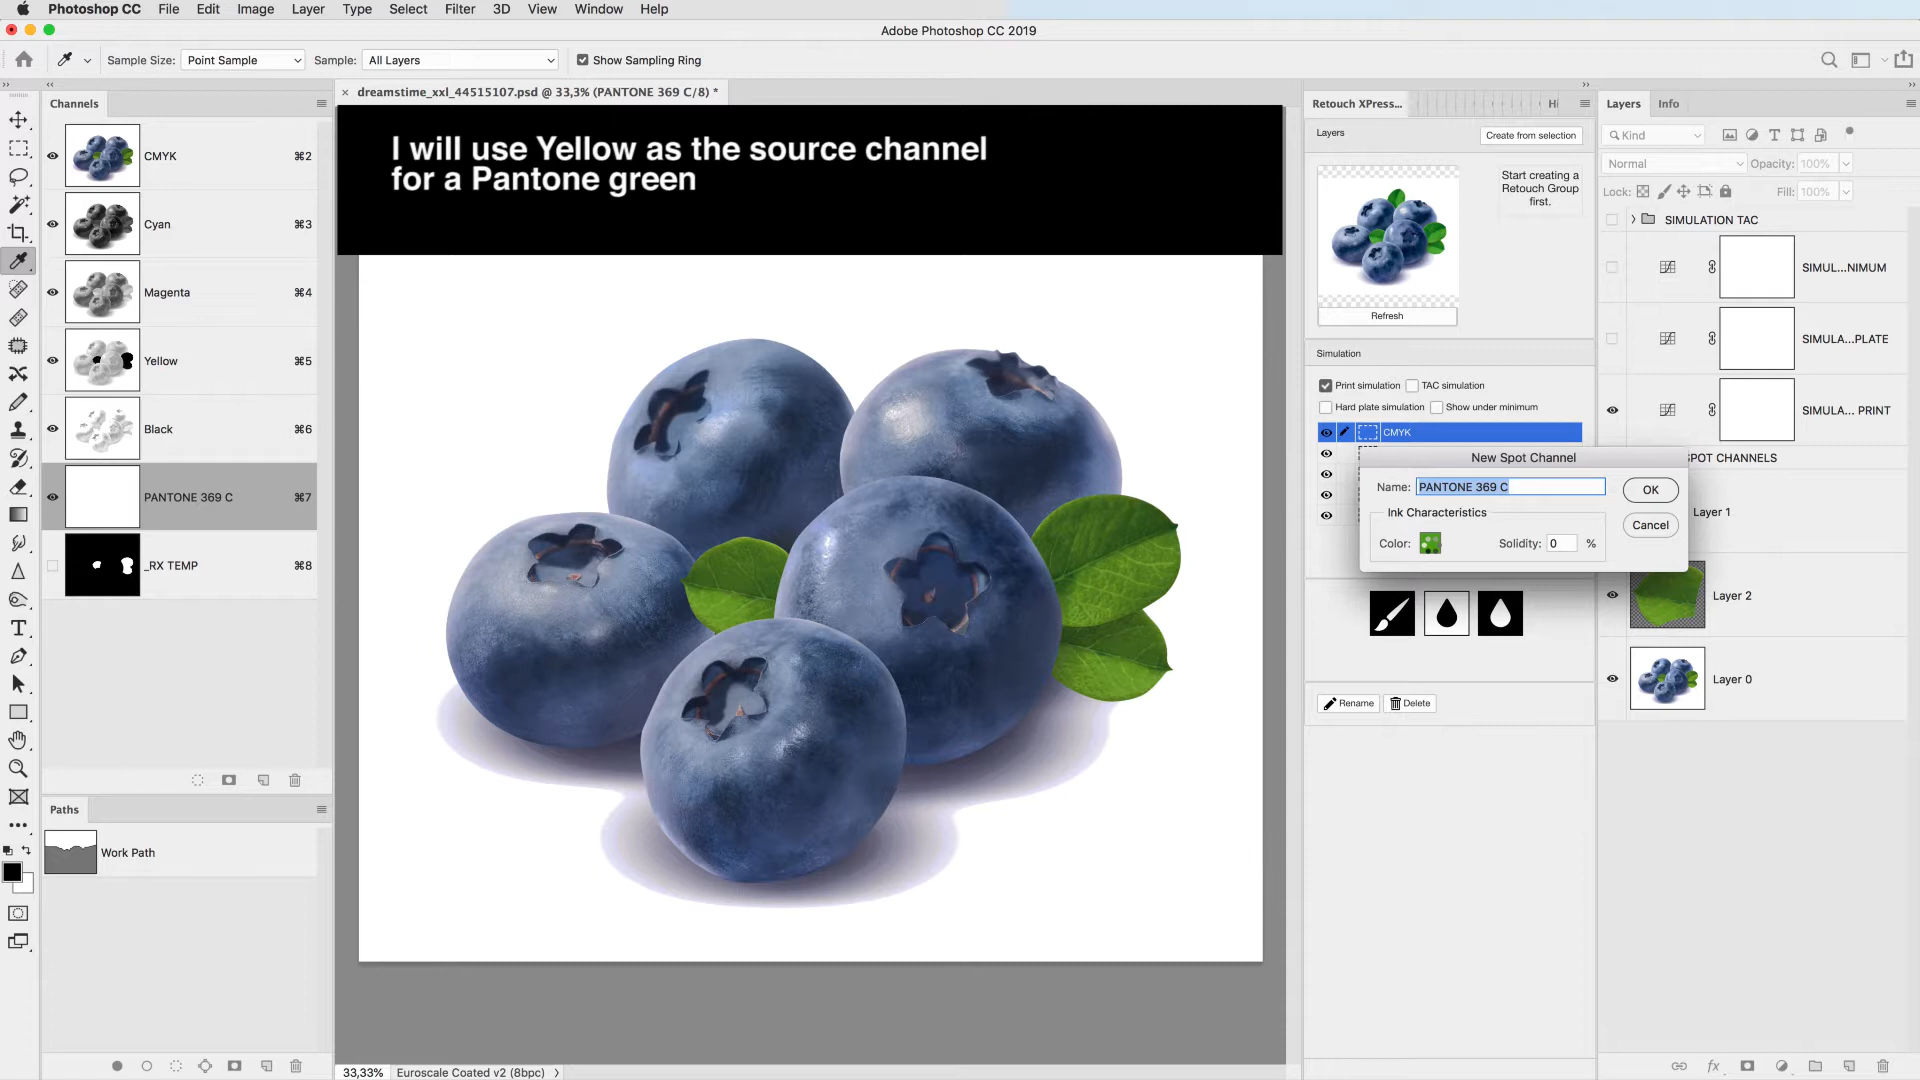 Photoshop CC File Edit Image Layer Type Select Filter 3D View Window Help
Adobe Photoshop CC 2019
Sample Size: Point Sample Sample: All Layers Show Sampling Ring
Channels
CMYK ⌘2
Cyan ⌘3
Magenta ⌘4
Yellow ⌘5
Black ⌘6
PANTONE 369 C ⌘7
_RX TEMP ⌘8
Paths
Work Path
dreamstime_xxl_44515107.psd @ 33,3% (PANTONE 369 C/8) *
I will use Yellow as the source channel
for a Pantone green
33,33% Euroscale Coated v2 (8bpc)
Retouch XPress... Hi
Layers Create from selection
Start creating a
Retouch Group
first.
Refresh
Simulation
Print simulation TAC simulation
Hard plate simulation Show under minimum
CMYK
New Spot Channel
Name: PANTONE 369 C OK
Ink Characteristics
Cancel
Color: Solidity: 0 %
Rename Delete
Layers Info
Kind
Normal Opacity: 100%
Lock: Fill: 100%
SIMULATION TAC
SIMUL...NIMUM
SIMULA...PLATE
SIMULA... PRINT
SPOT CHANNELS
Layer 1
Layer 2
Layer 0